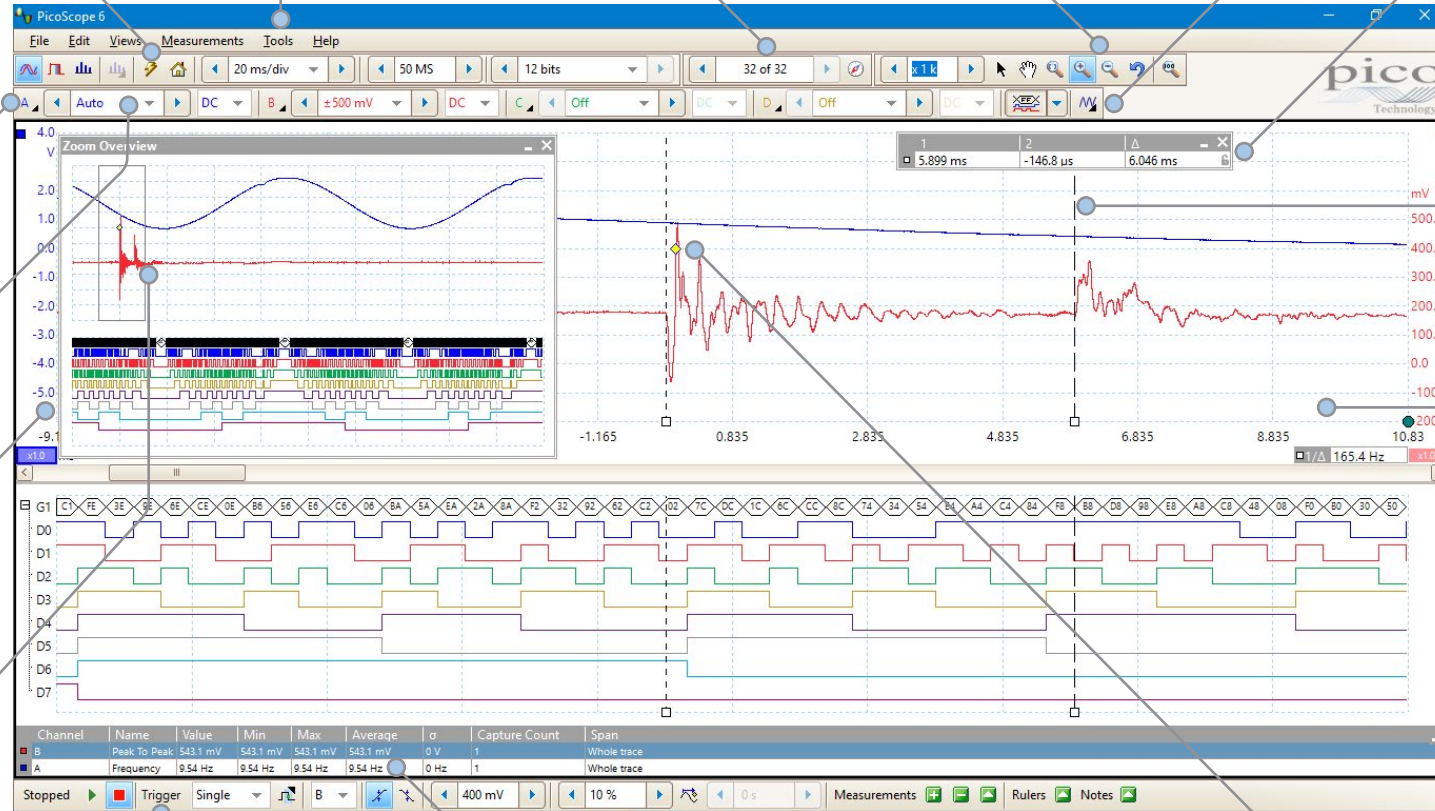 PicoScope 6
File Edit Views Measurements Tools Help
20 ms/div 50 MS 12 bits 32 of 32 x 1 k
pico
Technology
A Auto DC B ±500 mV DC C Off DC D Off DC
4.0
V
2.0
1.0
0.0
-1.0
-2.0
-3.0
-4.0
-5.0
Zoom Overview
1 2 Δ
5.899 ms -146.8 µs 6.046 ms
mV
500.
400.
300.
200.
100.
0.0
-100
200
-9.1 -1.165 0.835 2.835 4.835 6.835 8.835 10.83
x1.0 1/Δ 165.4 Hz x1.0
G1 C1 FE 3E 9E 6E CE 0E B6 56 E6 C6 06 BA 5A EA 2A 8A F2 32 92 62 C2 02 7C DC 1C 6C CC 8C 74 34 54 A4 C4 84 F8 B8 D8 98 E8 A8 C8 48 08 F0 B0 30 50
D0
D1
D2
D3
D4
D5
D6
D7
Channel Name Value Min Max Average σ Capture Count Span
B Peak To Peak 543.1 mV 543.1 mV 543.1 mV 543.1 mV 0 V 1 Whole trace
A Frequency 9.54 Hz 9.54 Hz 9.54 Hz 9.54 Hz 0 Hz 1 Whole trace
Stopped Trigger Single B 400 mV 10 % 0 s Measurements Rulers Notes